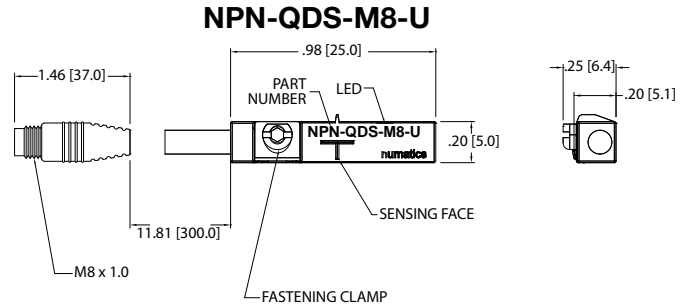 NPN-QDS-M8-U
.98 [25.0]
1.46 [37.0]
PART
NUMBER
LED
.25 [6.4]
.20 [5.1]
NPN-QDS-M8-U
numatics
.20 [5.0]
SENSING FACE
11.81 [300.0]
M8 x 1.0
FASTENING CLAMP